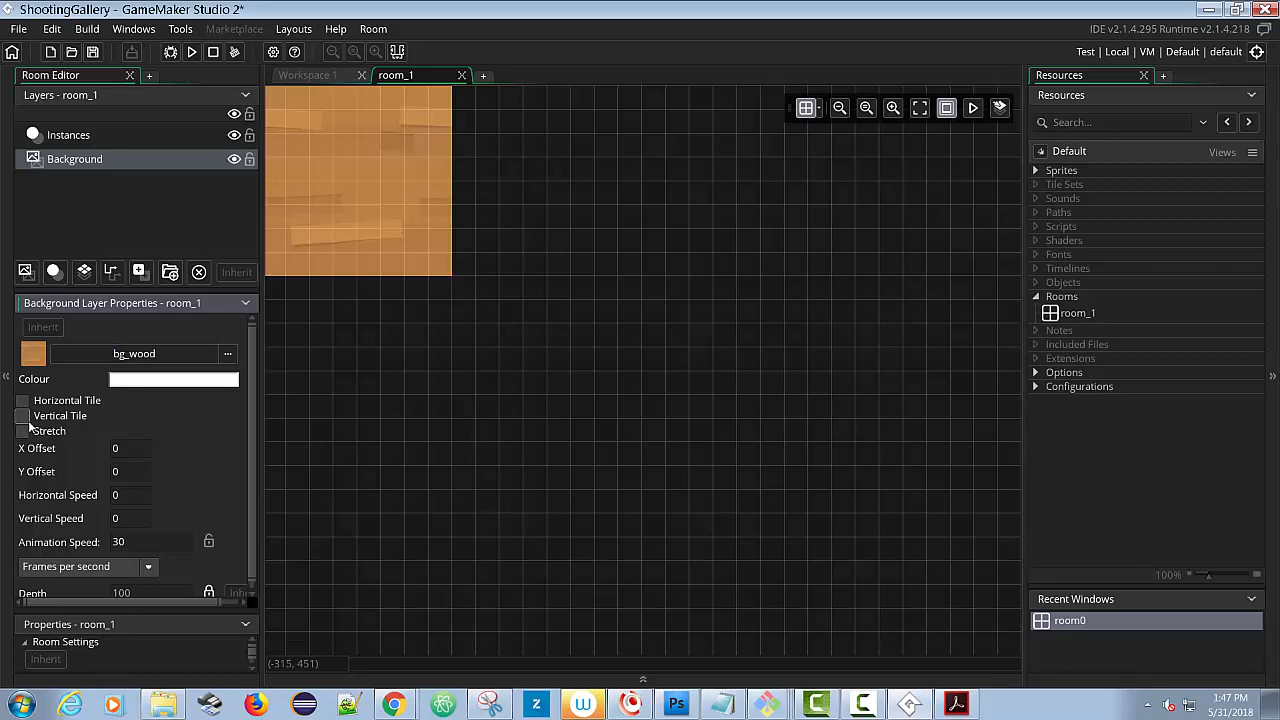 ShootingGallery - GameMaker Studio 2*
File Edit Build Windows Tools Marketplace Layouts Help Room
IDE v2.1.4.295 Runtime v2.1.4.218
Test | Local | VM | Default | default
Room Editor
Workspace 1
room_1
Resources
Layers - room_1
Resources
Search...
Instances
Default
Views
Background
Sprites
Tile Sets
Sounds
Paths
Scripts
Shaders
Fonts
Timelines
Inherit
Objects
Background Layer Properties - room_1
Rooms
Inherit
room_1
Notes
bg_wood
Included Files
Extensions
Colour
Options
Horizontal Tile
Configurations
Vertical Tile
Stretch
X Offset 0
Y Offset 0
Horizontal Speed 0
Vertical Speed 0
Animation Speed: 30
Frames per second
100%
Depth 100
Recent Windows
Properties - room_1
room0
Room Settings
Inherit
(-315, 451)
1:47 PM
5/31/2018